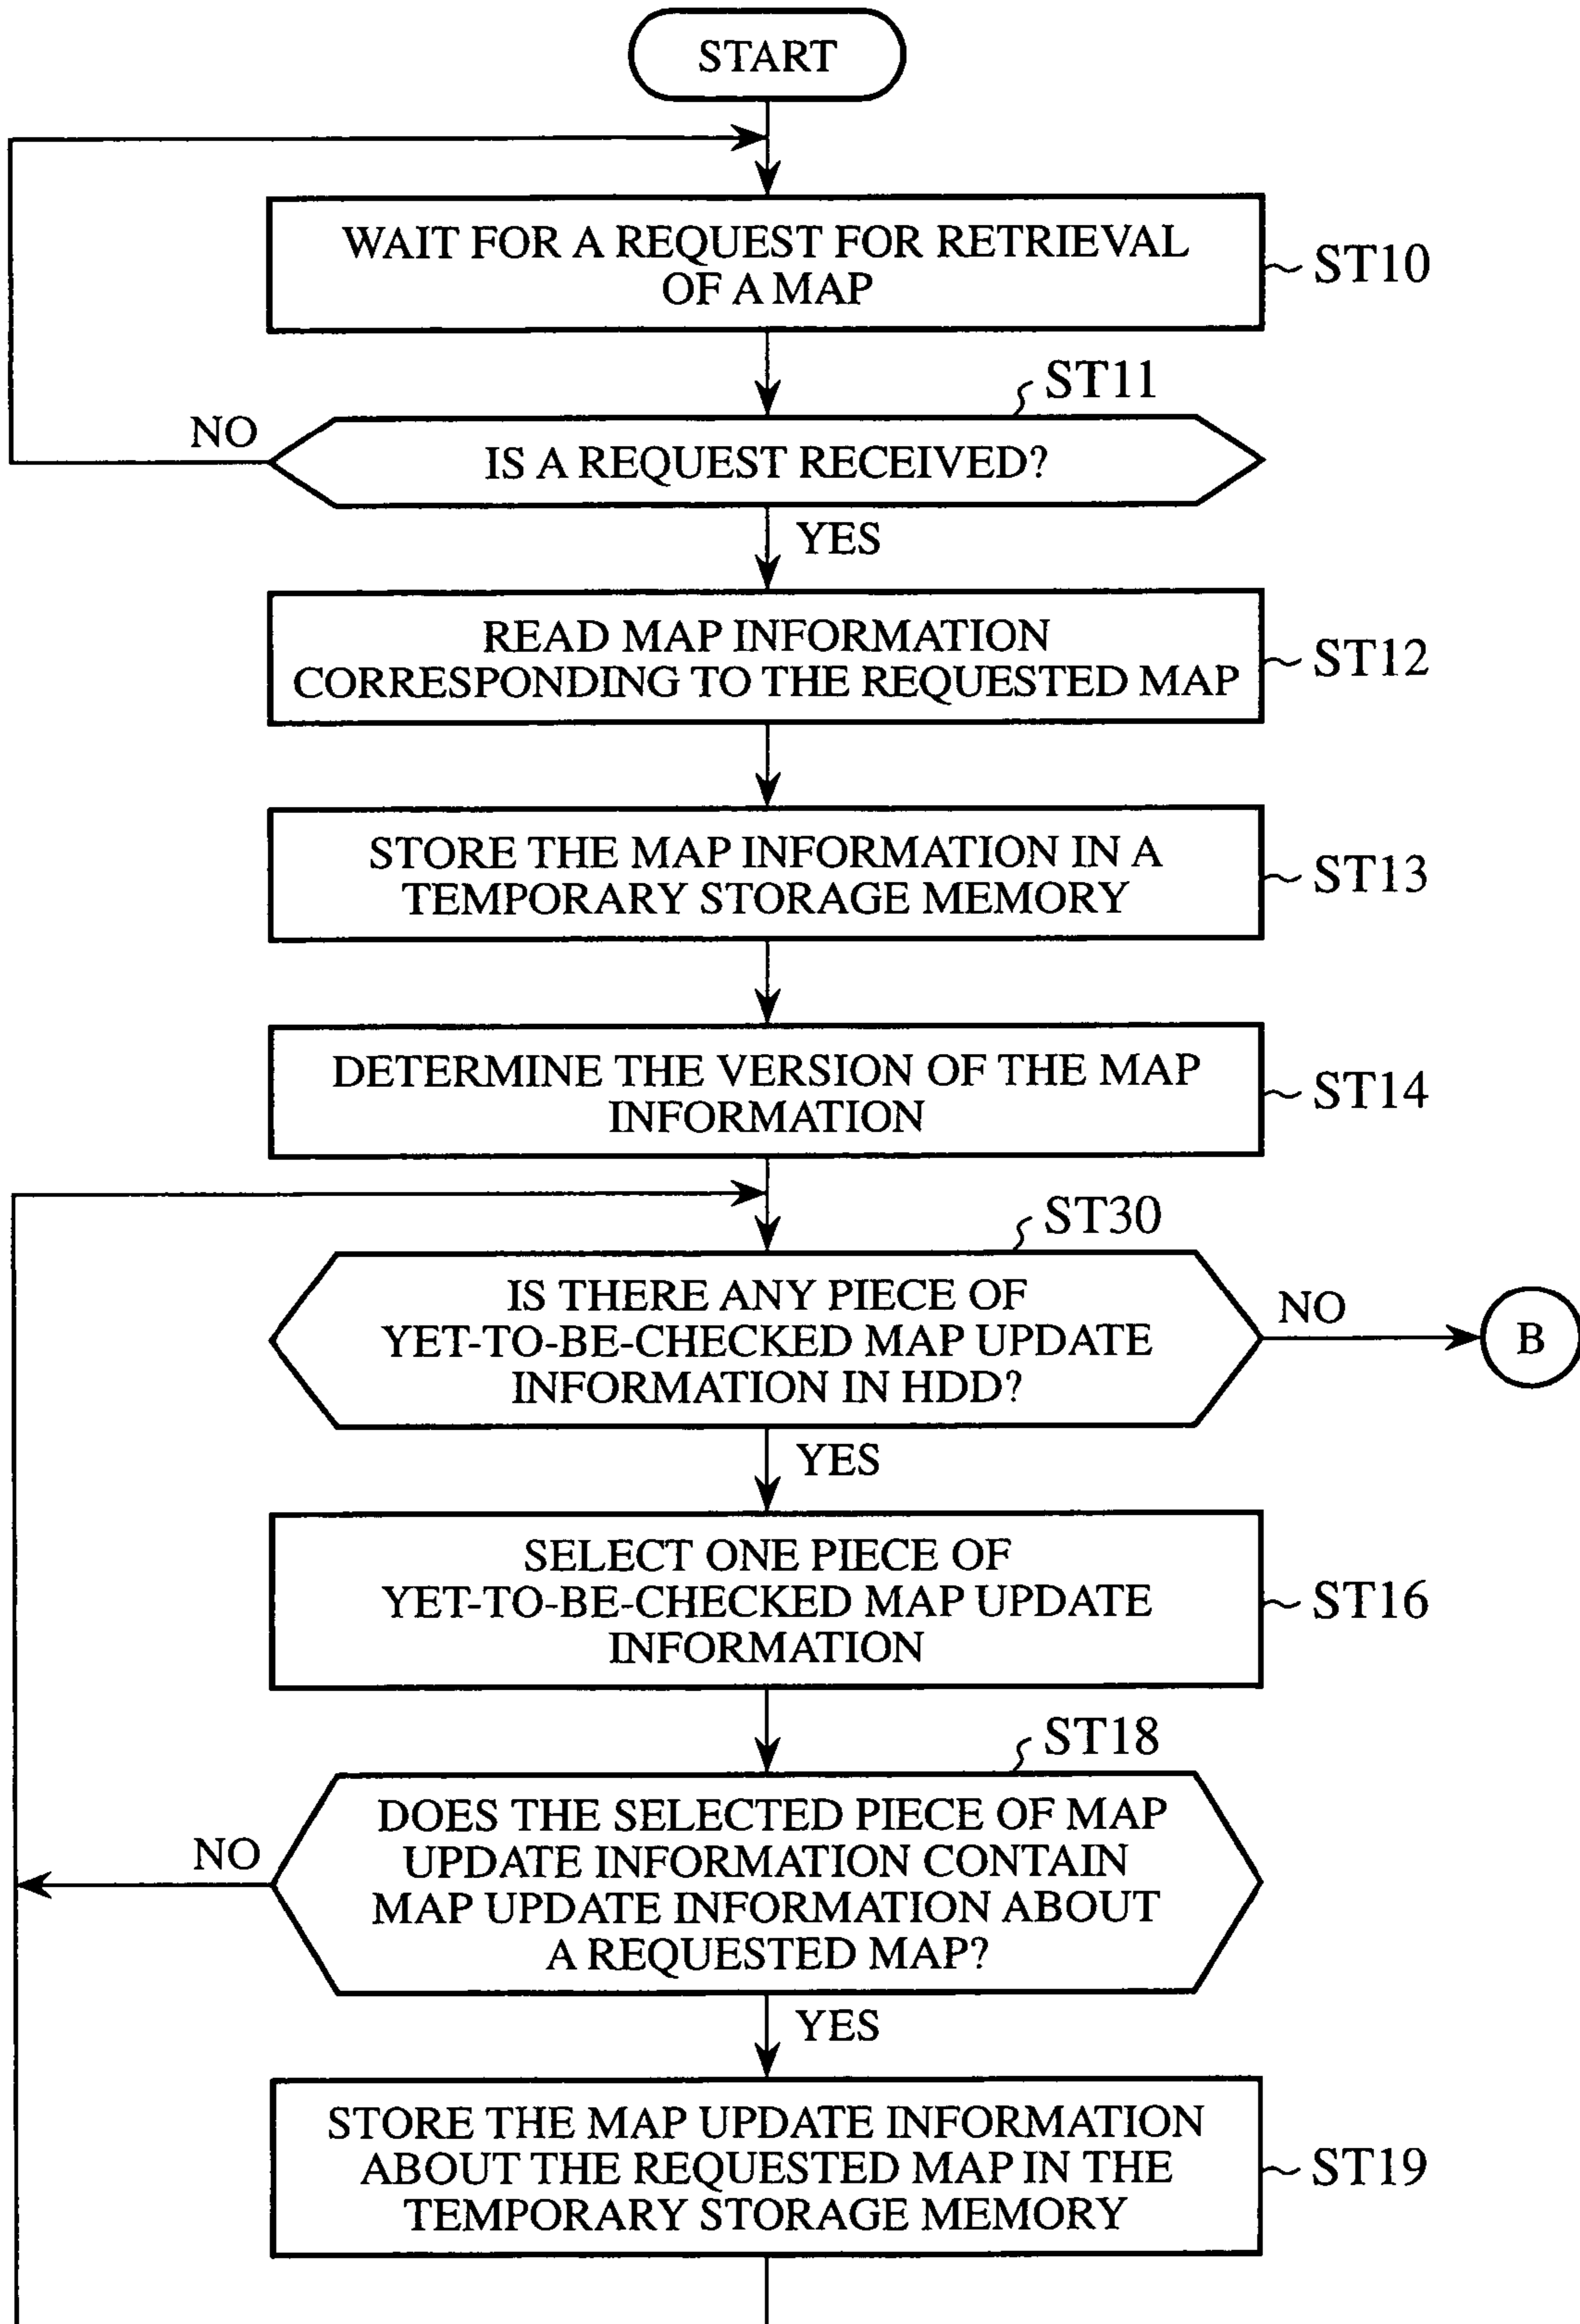 START
WAIT FOR A REQUEST FOR RETRIEVAL
OF A MAP
ST10
ST11
NO
IS A REQUEST RECEIVED?
YES
READ MAP INFORMATION
CORRESPONDING TO THE REQUESTED MAP
ST12
STORE THE MAP INFORMATION IN A
TEMPORARY STORAGE MEMORY
ST13
DETERMINE THE VERSION OF THE MAP
INFORMATION
ST14
ST30
IS THERE ANY PIECE OF
YET-TO-BE-CHECKED MAP UPDATE
INFORMATION IN HDD?
NO
B
YES
SELECT ONE PIECE OF
YET-TO-BE-CHECKED MAP UPDATE
INFORMATION
ST16
ST18
NO
DOES THE SELECTED PIECE OF MAP
UPDATE INFORMATION CONTAIN
MAP UPDATE INFORMATION ABOUT
A REQUESTED MAP?
YES
STORE THE MAP UPDATE INFORMATION
ABOUT THE REQUESTED MAP IN THE
TEMPORARY STORAGE MEMORY
ST19